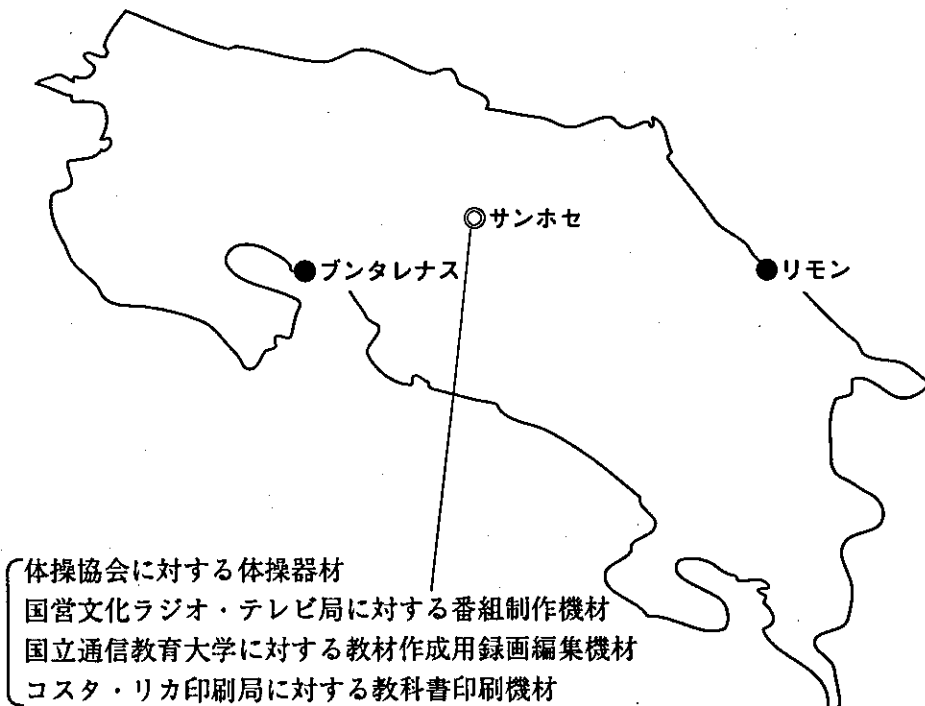 サンホセ
ブンタレナス
リモン
体操協会に対する体操器材
国営文化ラジオ・テレビ局に対する番組制作機材
国立通信教育大学に対する教材作成用録画編集機材
コスタ・リカ印刷局に対する教科書印刷機材